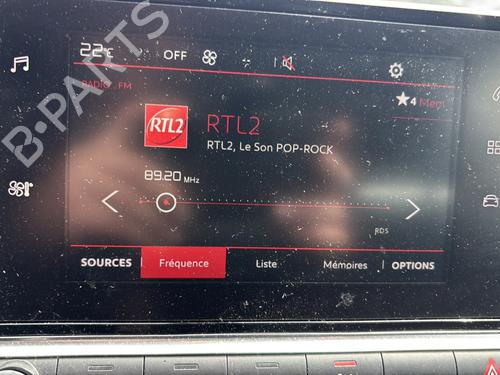 22°C OFF --
RADIO FM
★4 Mem
RTL2
RTL2
RTL2, Le Son POP-ROCK
89.20 MHz
RDS
SOURCES Fréquence Liste Mémoires OPTIONS
B-PARTS